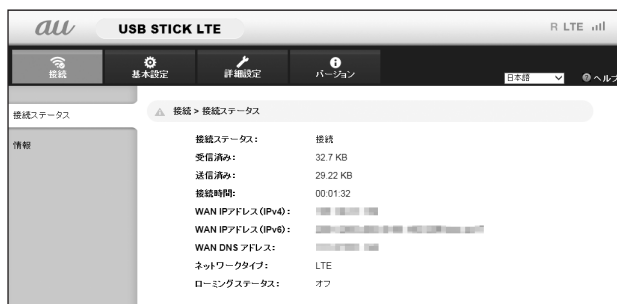 au USB STICK LTE R LTE
接続 基本設定 詳細設定 バージョン 日本語 ヘルプ
接続ステータス
情報
接続 > 接続ステータス
接続ステータス： 接続
受信済み： 32.7 KB
送信済み： 29.22 KB
接続時間： 00:01:32
WAN IPアドレス（IPv4）：
WAN IPアドレス（IPv6）：
WAN DNS アドレス：
ネットワークタイプ： LTE
ローミングステータス： オフ